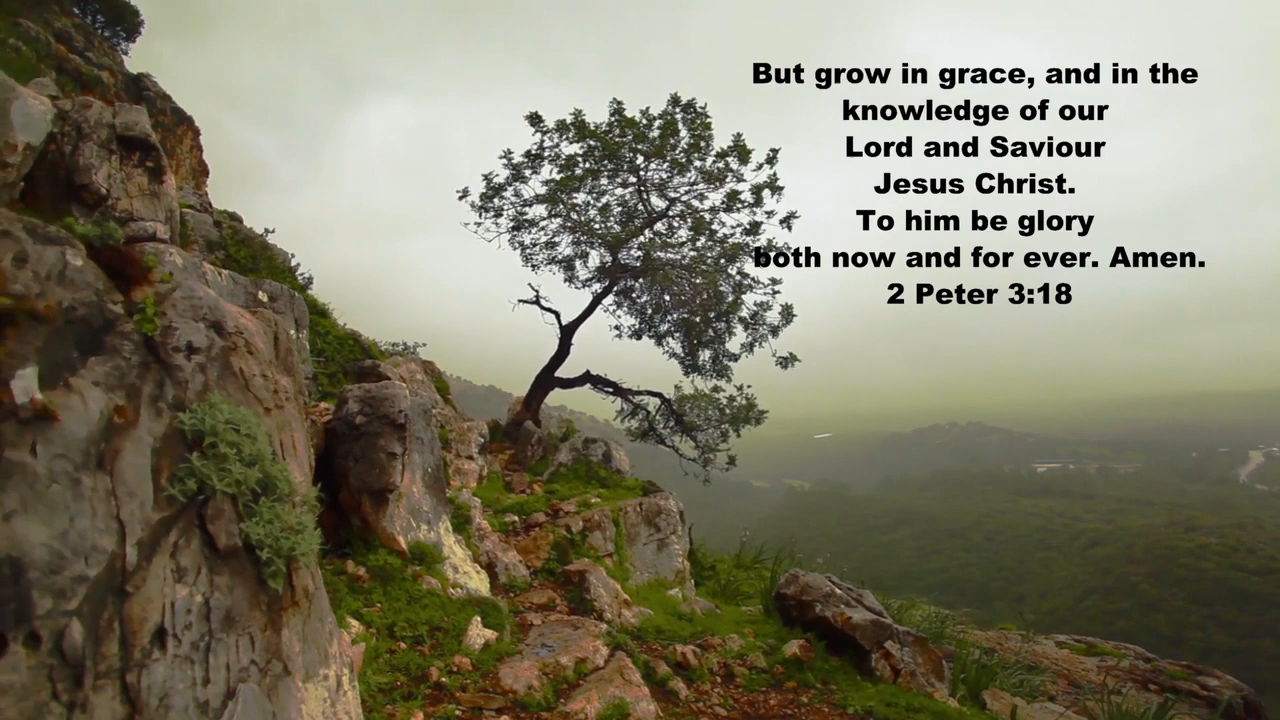 But grow in grace, and in the
knowledge of our
Lord and Saviour
Jesus Christ.
To him be glory
both now and for ever. Amen.
2 Peter 3:18